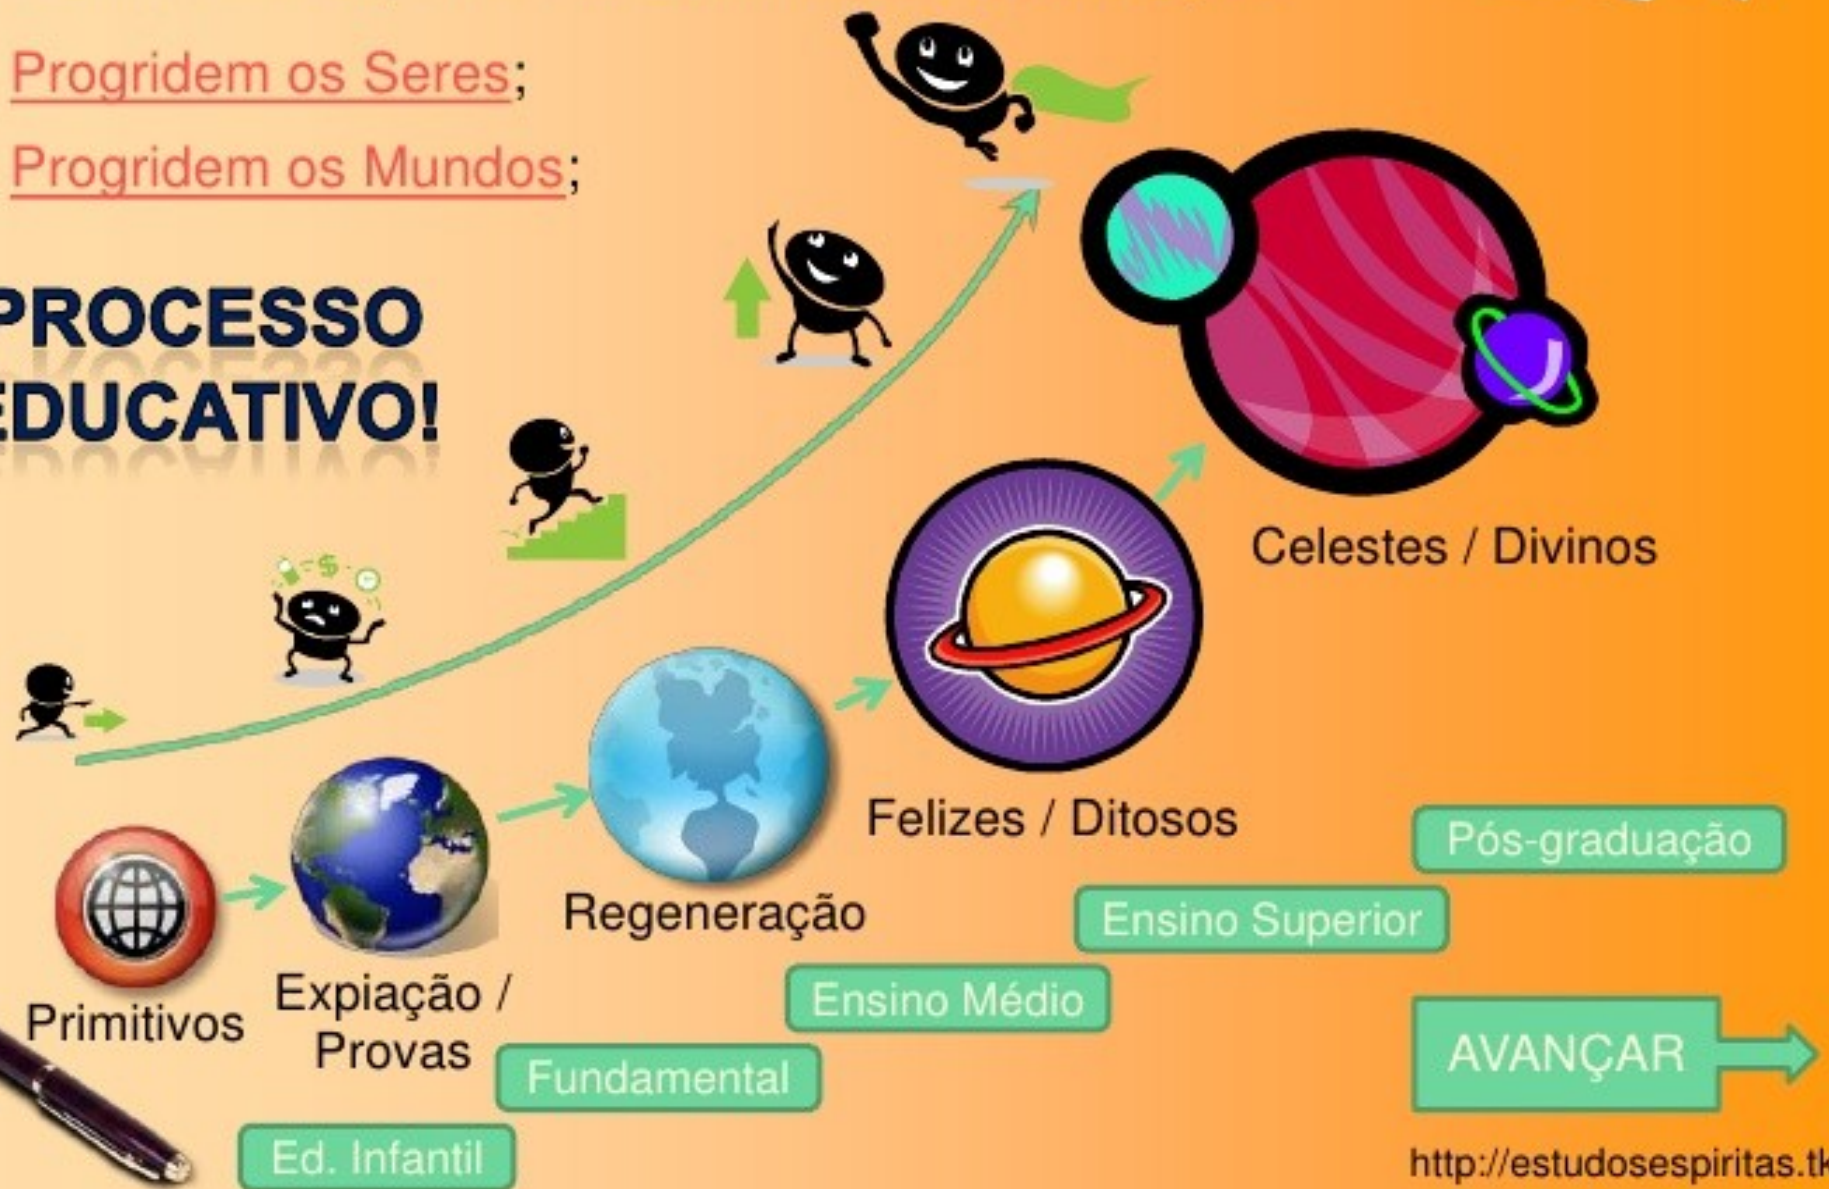 Progridem os Seres;
Progridem os Mundos;
PROCESSO
EDUCATIVO!
Celestes / Divinos
Felizes / Ditosos
Regeneração
Expiação /
Provas
Primitivos
Pós-graduação
Ensino Superior
Ensino Médio
Fundamental
Ed. Infantil
AVANÇAR
http://estudosespiritas.tk